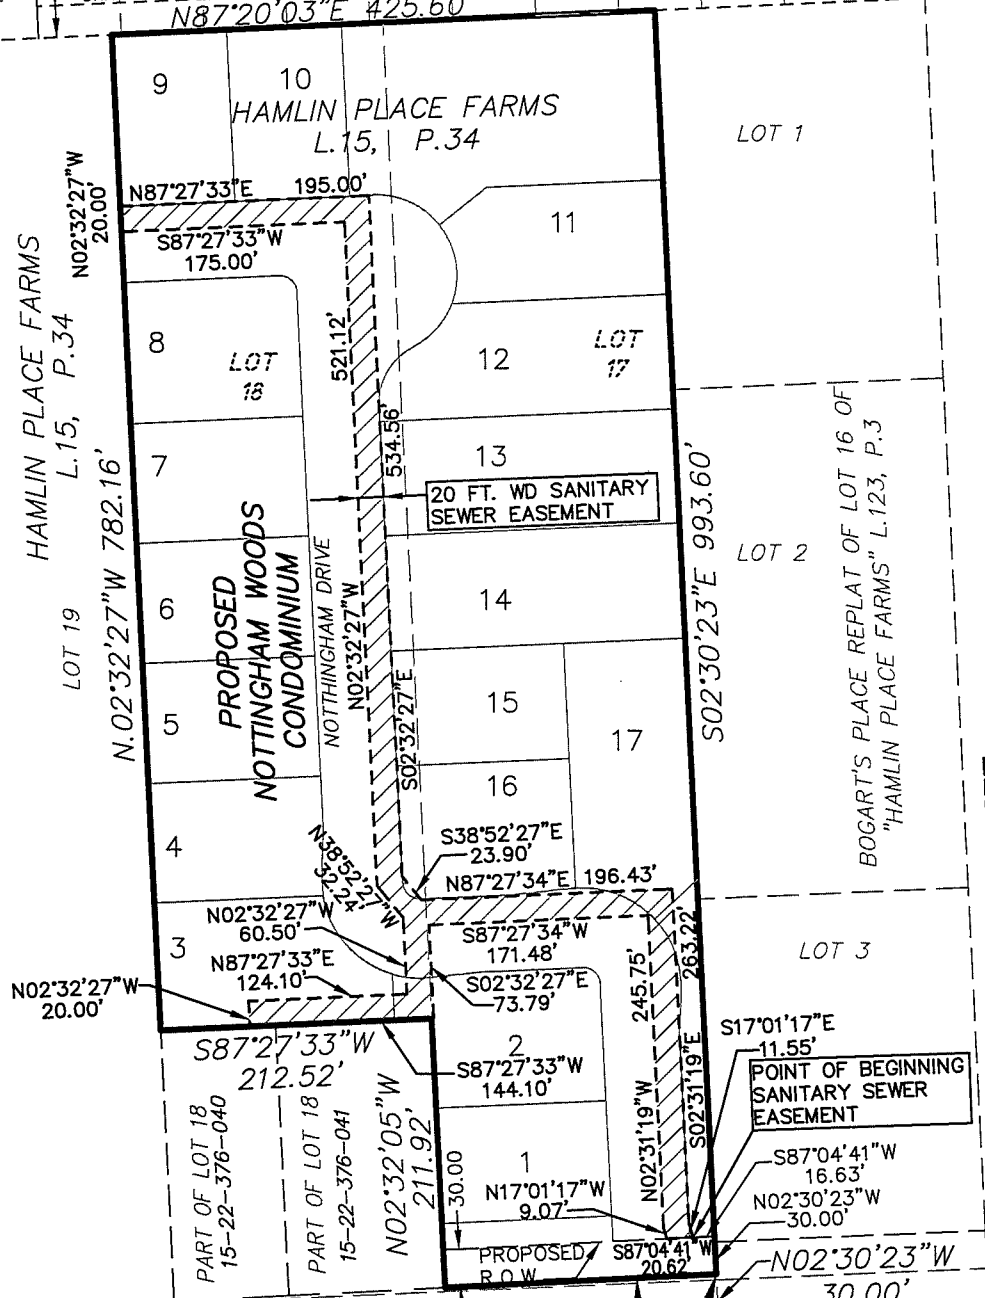 N87°20'03"E 425.60'
9
10
HAMLIN PLACE FARMS
L.15, P.34
LOT 1
N87°27'33"E 195.00'
N02°32'27"W
20.00'
S87°27'33"W
175.00'
11
HAMLIN PLACE FARMS
L.15, P.34
8
LOT
18
521.12'
12
LOT
17
534.56'
7
13
20 FT. WD SANITARY
SEWER EASEMENT
N.02°32'27"W 782.16'
S02°30'23"E 993.60'
LOT 2
BOGART'S PLACE REPLAT OF LOT 16 OF
"HAMLIN PLACE FARMS" L.123, P.3
LOT 19
6
PROPOSED
NOTTINGHAM WOODS
CONDOMINIUM
NOTTHINGHAM DRIVE
N02°32'27"W
14
S02°32'27"E
5
15
17
16
4
N38°52'27"W
32.24'
S38°52'27"E
23.90'
N87°27'34"E 196.43'
N02°32'27"W
60.50'
S87°27'34"W
171.48'
263.22'
3
N87°27'33"E
124.10'
LOT 3
N02°32'27"W
20.00'
S02°32'27"E
73.79'
245.75'
S87°27'33"W
212.52'
2
S87°27'33"W
144.10'
S17°01'17"E
11.55'
POINT OF BEGINNING
SANITARY SEWER
EASEMENT
N02°31'19"W
S02°31'19"E
PART OF LOT 18
15-22-376-040
PART OF LOT 18
15-22-376-041
N02°32'05"W
211.92'
30.00
1
N17°01'17"W
9.07'
S87°04'41"W
16.63'
N02°30'23"W
30.00'
PROPOSED
R.O.W.
S87°04'41"W
20.62'
N02°30'23"W
30.00'